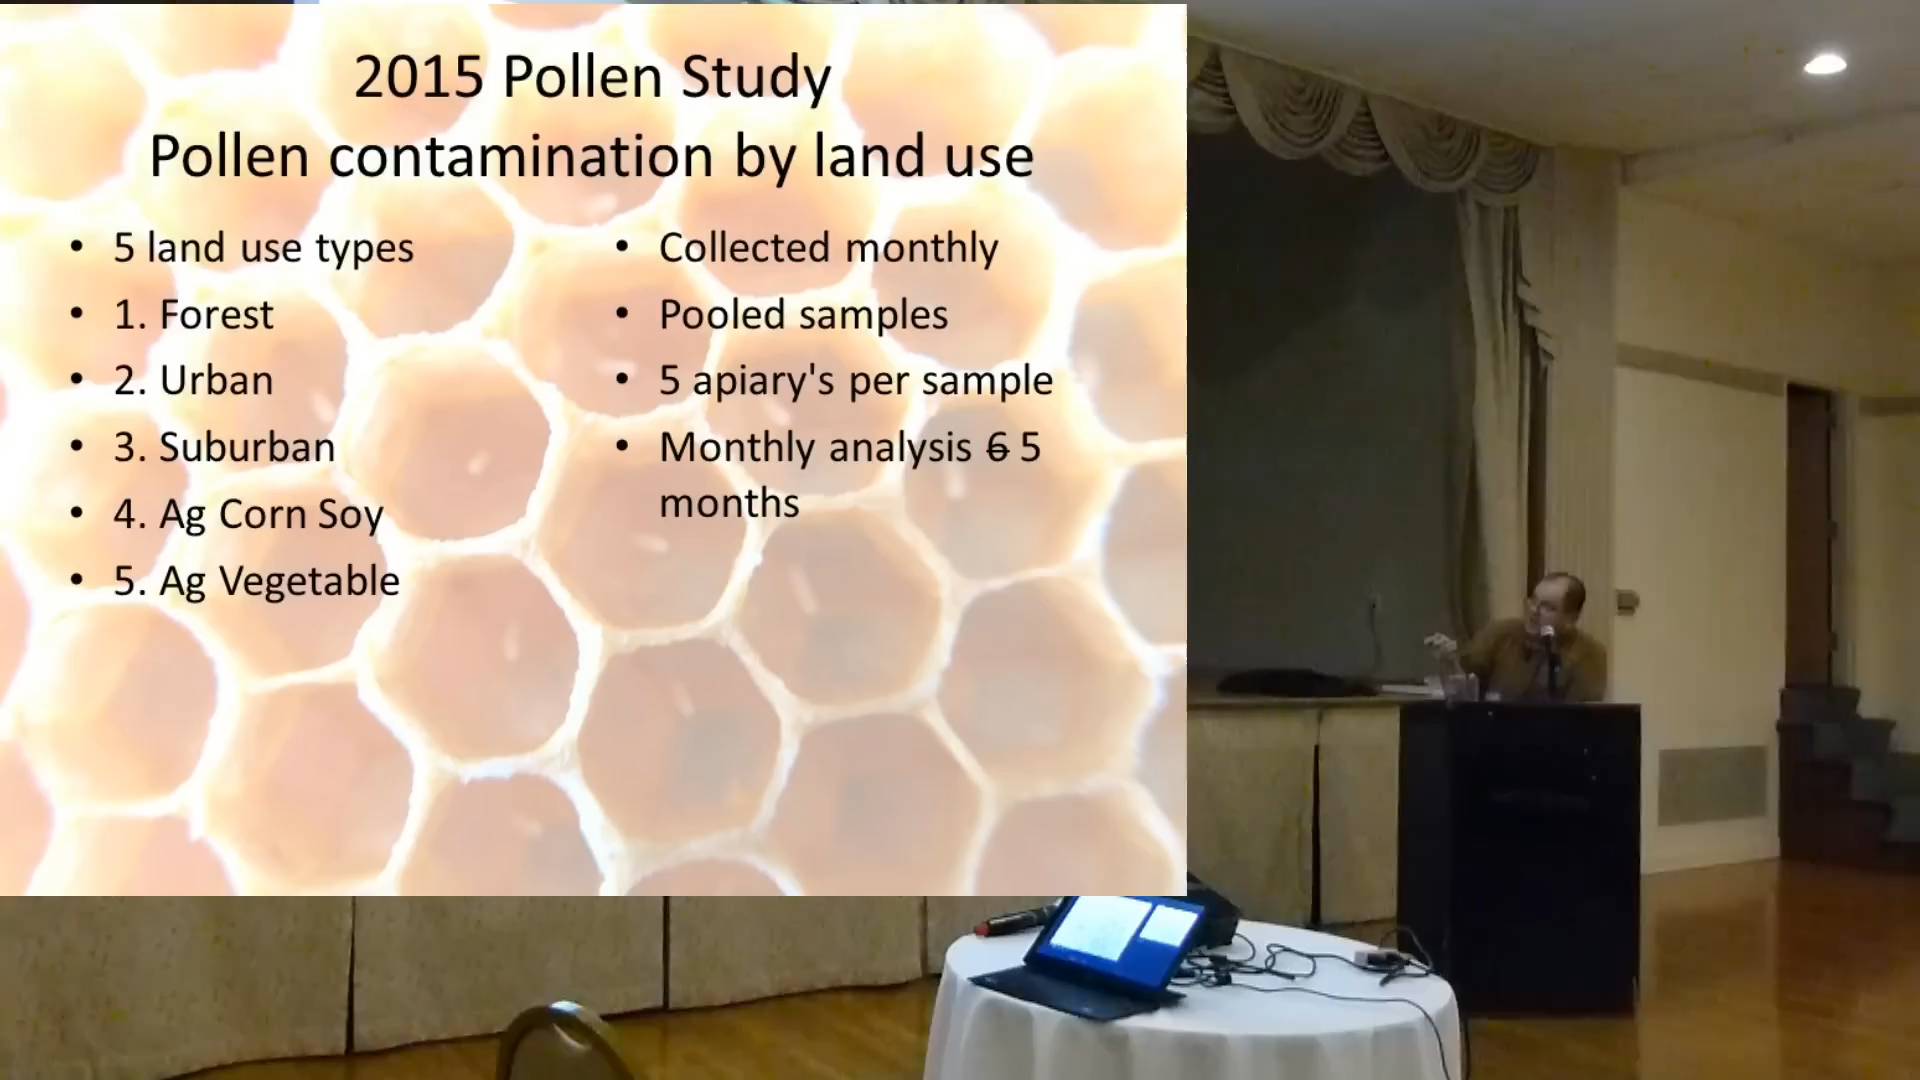 2015 Pollen Study
Pollen contamination by land use
• 5 land use types
• 1. Forest
• 2. Urban
• 3. Suburban
• 4. Ag Corn Soy
• 5. Ag Vegetable
• Collected monthly
• Pooled samples
• 5 apiary's per sample
• Monthly analysis 6 5
months